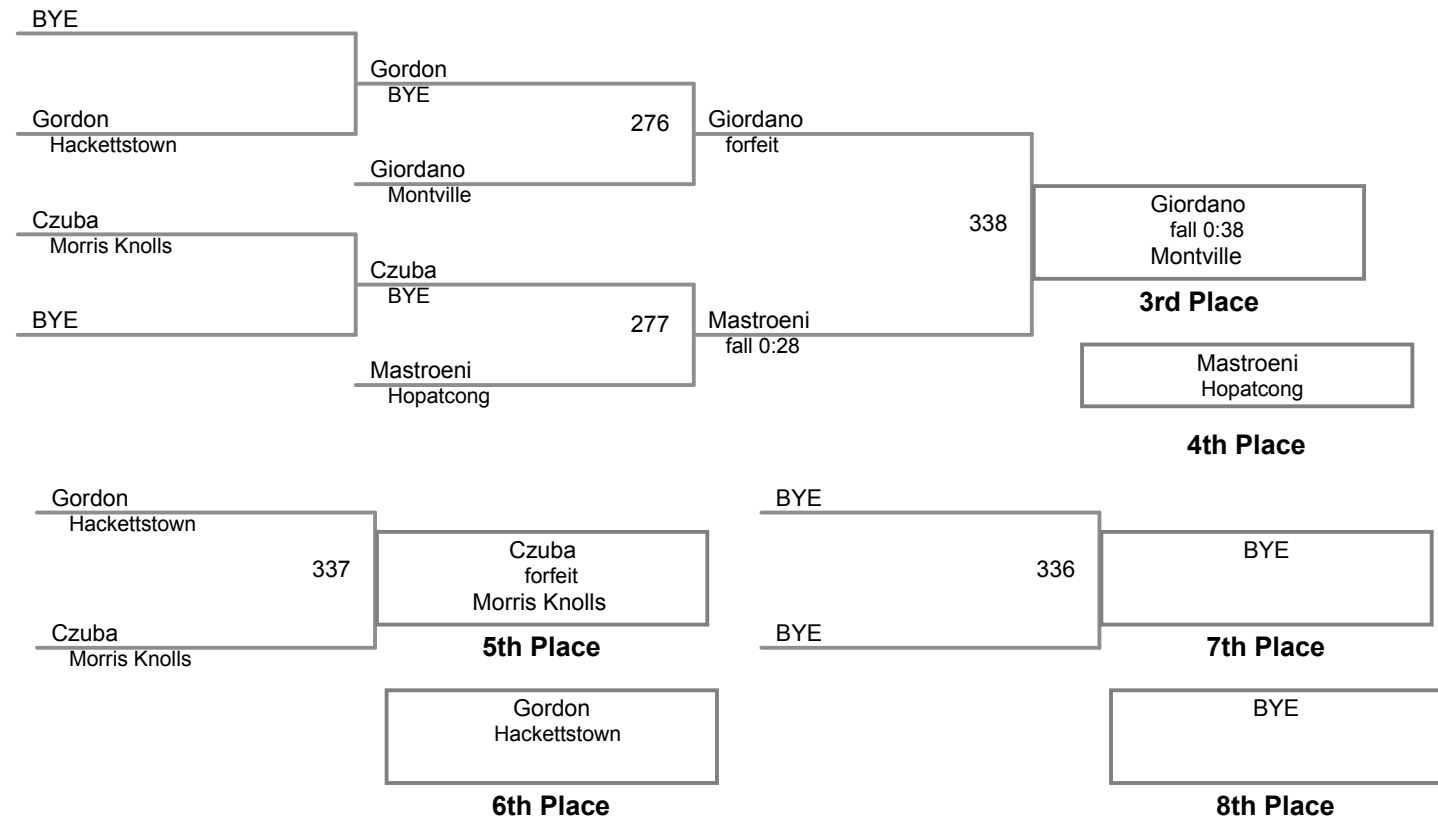 BYE
Gordon
BYE
Gordon
Hackettstown
276
Giordano
forfeit
Giordano
Montville
Czuba
Morris Knolls
338
Giordano
fall 0:38
Montville
3rd Place
Czuba
BYE
BYE
277
Mastroeni
fall 0:28
Mastroeni
Hopatcong
Mastroeni
Hopatcong
4th Place
Gordon
Hackettstown
337
Czuba
forfeit
Morris Knolls
Czuba
Morris Knolls
5th Place
Gordon
Hackettstown
6th Place
BYE
336
BYE
BYE
7th Place
BYE
8th Place